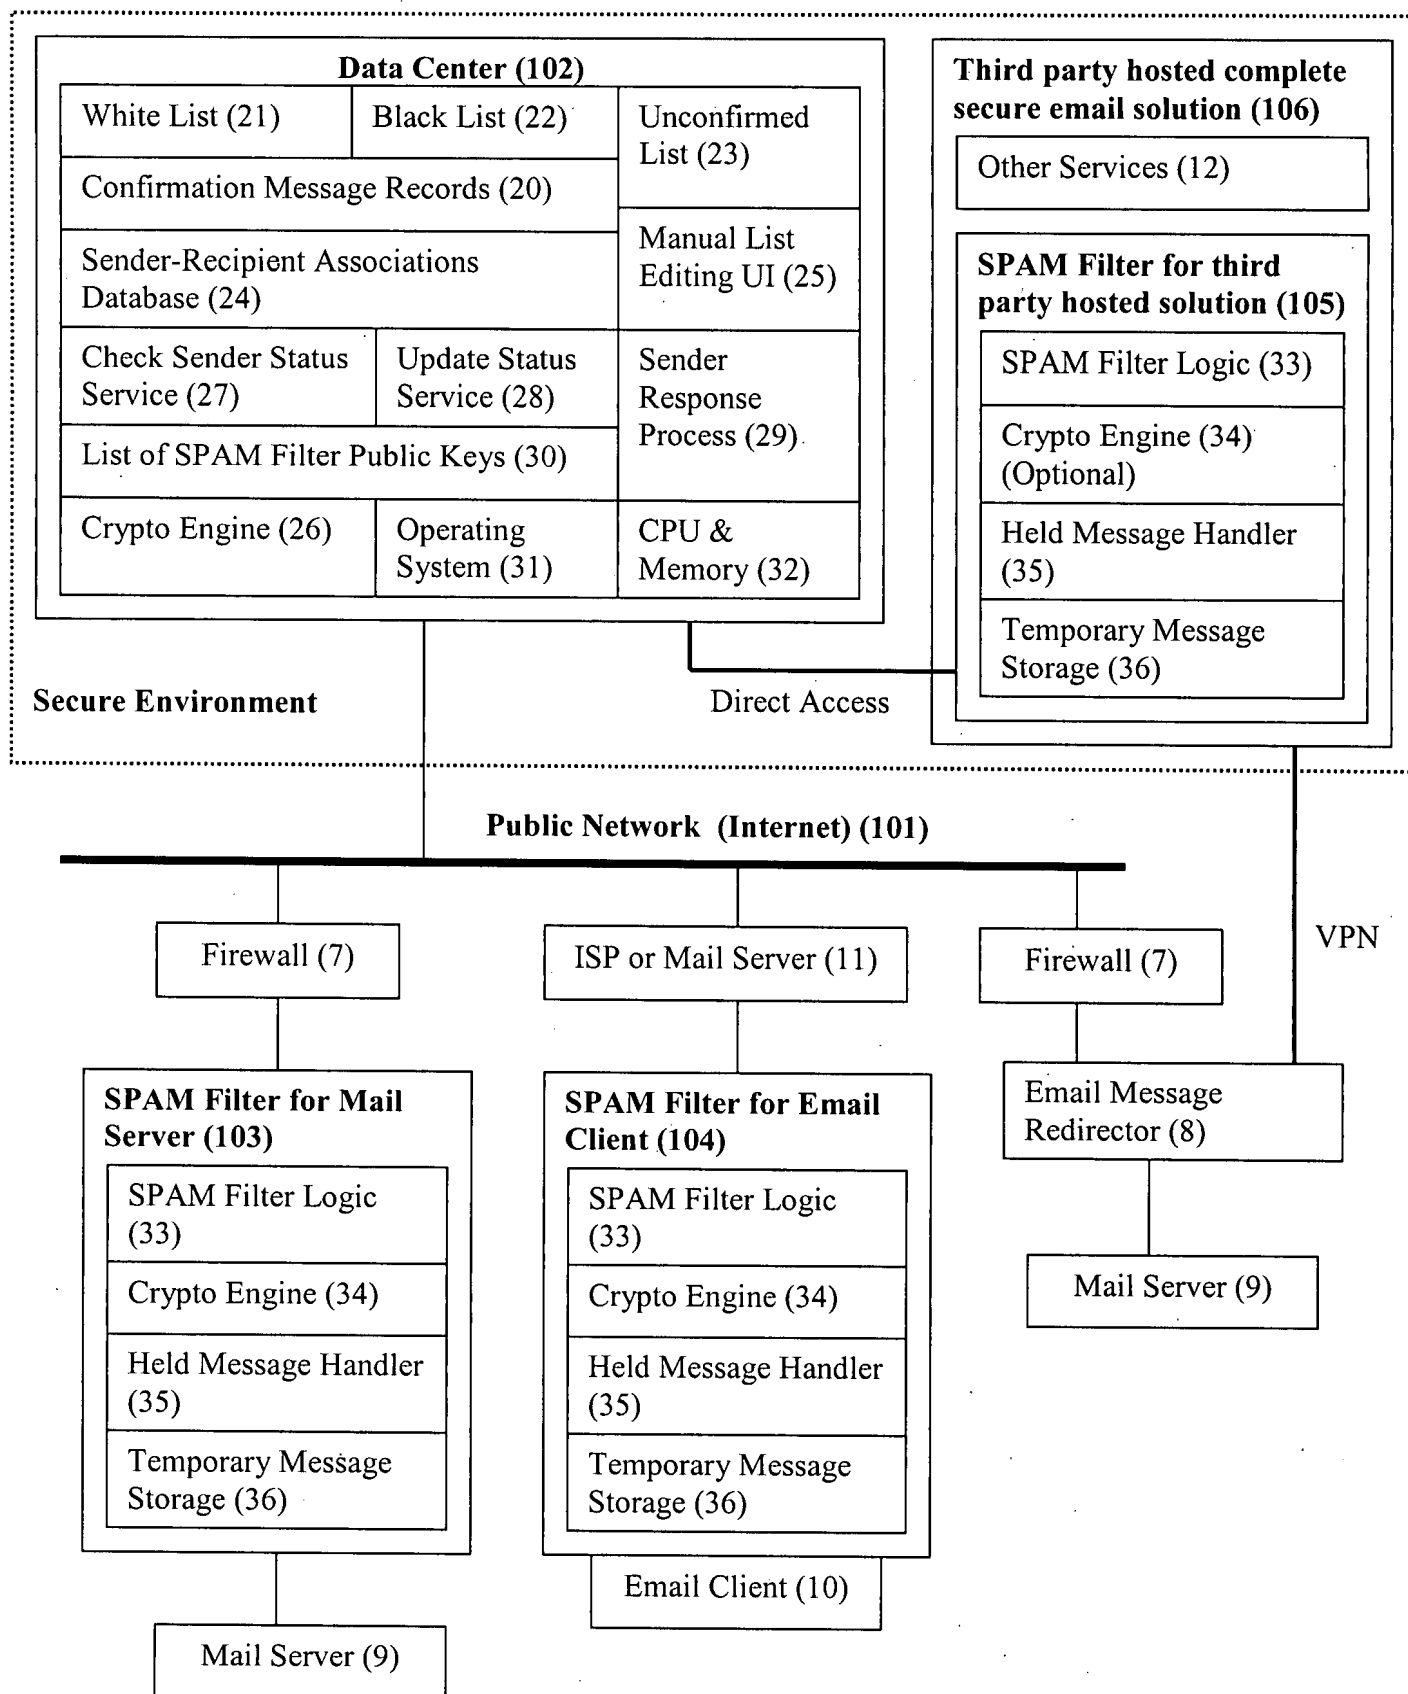 Data Center (102)
White List (21)
Black List (22)
Unconfirmed
List (23)
Confirmation Message Records (20)
Manual List
Editing UI (25)
Sender-Recipient Associations
Database (24)
Check Sender Status
Service (27)
Update Status
Service (28)
Sender
Response
Process (29)
List of SPAM Filter Public Keys (30)
Crypto Engine (26)
Operating
System (31)
CPU &
Memory (32)
Third party hosted complete
secure email solution (106)
Other Services (12)
SPAM Filter for third
party hosted solution (105)
SPAM Filter Logic (33)
Crypto Engine (34)
(Optional)
Held Message Handler
(35)
Temporary Message
Storage (36)
Secure Environment
Direct Access
Public Network (Internet) (101)
Firewall (7)
ISP or Mail Server (11)
Firewall (7)
VPN
SPAM Filter for Mail
Server (103)
SPAM Filter Logic
(33)
Crypto Engine (34)
Held Message Handler
(35)
Temporary Message
Storage (36)
Mail Server (9)
SPAM Filter for Email
Client (104)
SPAM Filter Logic
(33)
Crypto Engine (34)
Held Message Handler
(35)
Temporary Message
Storage (36)
Email Client (10)
Email Message
Redirector (8)
Mail Server (9)